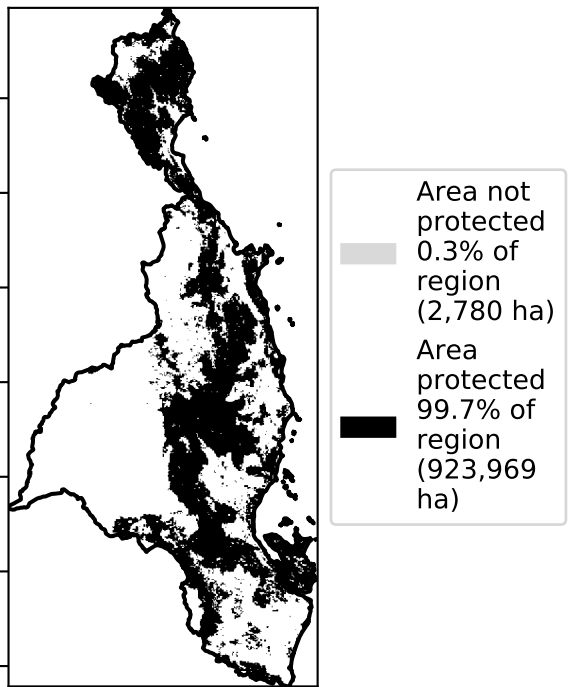 Area not
protected
0.3% of
region
(2,780 ha)
Area
protected
99.7% of
region
(923,969
ha)